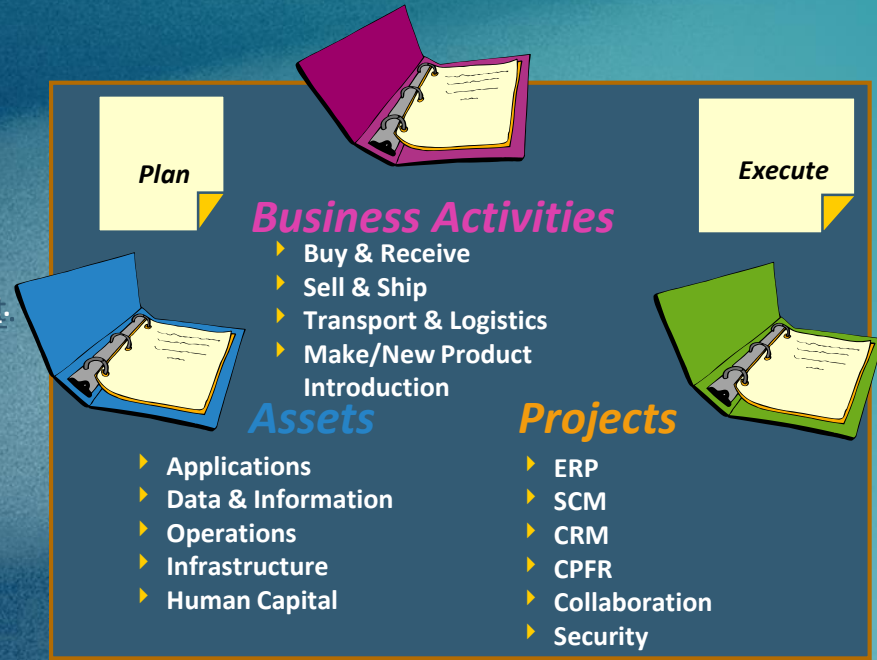 Plan
Execute
Business Activities
Buy & Receive
Sell & Ship
Transport & Logistics
Make/New Product
Introduction
Assets
Applications
Data & Information
Operations
Infrastructure
Human Capital
Projects
ERP
SCM
CRM
CPFR
Collaboration
Security